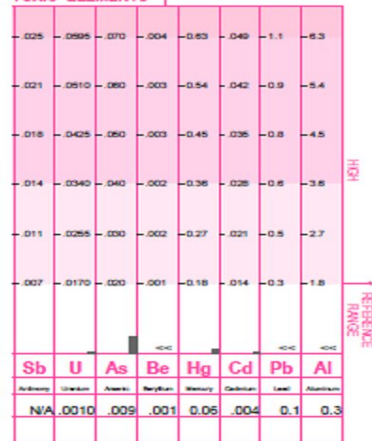 TOXIC ELEMENTS
.025 .0595 .070 .004 0.63 .049 1.1 6.3
.021 .0510 .060 .003 0.54 .042 0.9 5.4
.018 .0425 .050 .003 0.45 .035 0.8 4.5
.014 .0340 .040 .002 0.36 .028 0.6 3.6
HIGH
.011 .0255 .030 .002 0.27 .021 0.5 2.7
.007 .0170 .020 .001 0.18 .014 0.3 1.8
REFERENCE
RANGE
<< << <<
Sb U As Be Hg Cd Pb Al
Antimony Uranium Arsenic Beryllium Mercury Cadmium Lead Aluminum
N/A .0010 .009 .001 0.05 .004 0.1 0.3